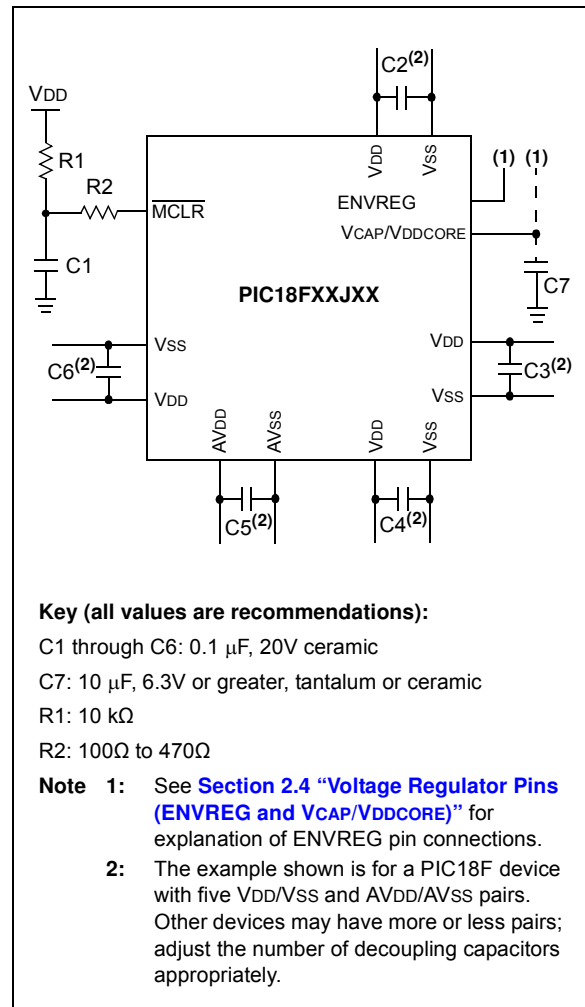 C2(2)
VDD
R1
R2
C1
VDD
VSS
(1) (1)
MCLR
ENVREG
VCAP/VDDCORE
C7
PIC18FXXJXX
VSS
VDD
C6(2)
C3(2)
VDD
VSS
AVDD
AVSS
VDD
VSS
C5(2)
C4(2)
Key (all values are recommendations):
C1 through C6: 0.1 μF, 20V ceramic
C7: 10 μF, 6.3V or greater, tantalum or ceramic
R1: 10 kΩ
R2: 100Ω to 470Ω
Note 1: See Section 2.4 “Voltage Regulator Pins
(ENVREG and VCAP/VDDCORE)” for
explanation of ENVREG pin connections.
2: The example shown is for a PIC18F device
with five VDD/VSS and AVDD/AVSS pairs.
Other devices may have more or less pairs;
adjust the number of decoupling capacitors
appropriately.